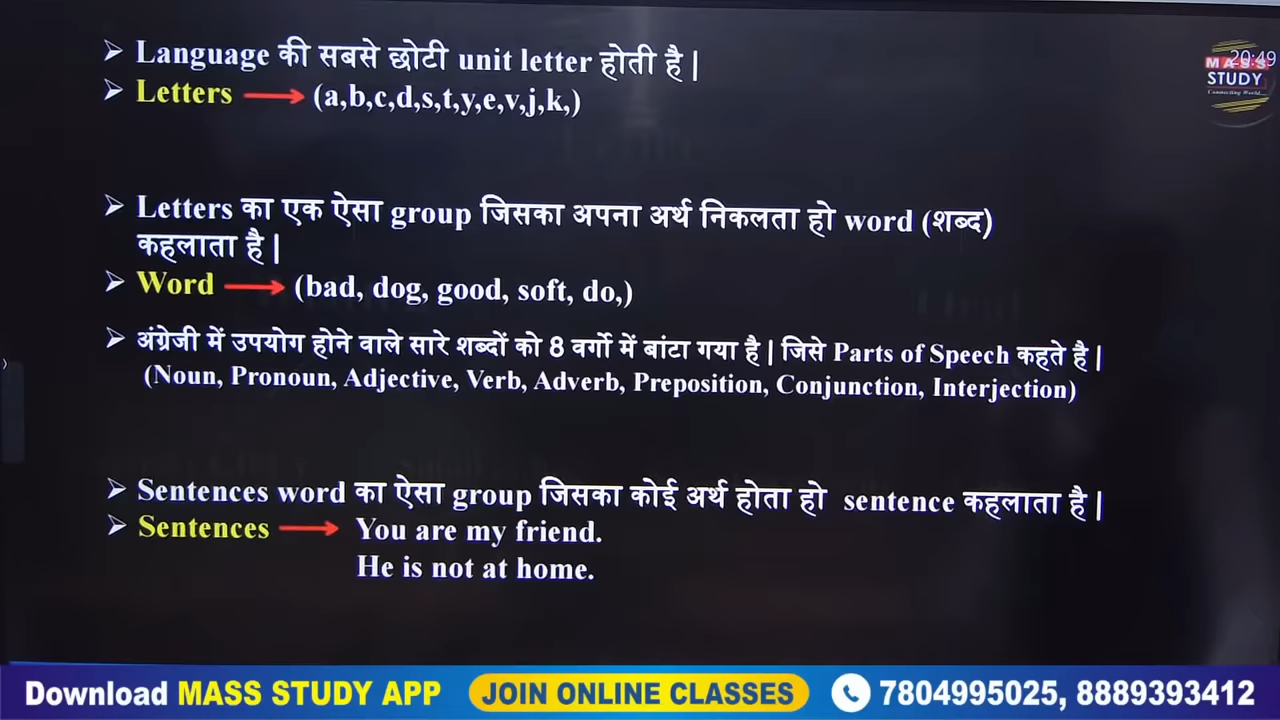 Language की सबसे छोटी unit letter होती है |
20:49
MASS
STUDY
Connecting World...
Letters → (a,b,c,d,s,t,y,e,v,j,k,)
Letters का एक ऐसा group जिसका अपना अर्थ निकलता हो word (शब्द)
कहलाता है |
Word → (bad, dog, good, soft, do,)
अंग्रेजी में उपयोग होने वाले सारे शब्दों को 8 वर्गो में बांटा गया है | जिसे Parts of Speech कहते है |
(Noun, Pronoun, Adjective, Verb, Adverb, Preposition, Conjunction, Interjection)
Sentences word का ऐसा group जिसका कोई अर्थ होता हो sentence कहलाता है |
Sentences → You are my friend.
He is not at home.
Download MASS STUDY APP JOIN ONLINE CLASSES 7804995025, 8889393412